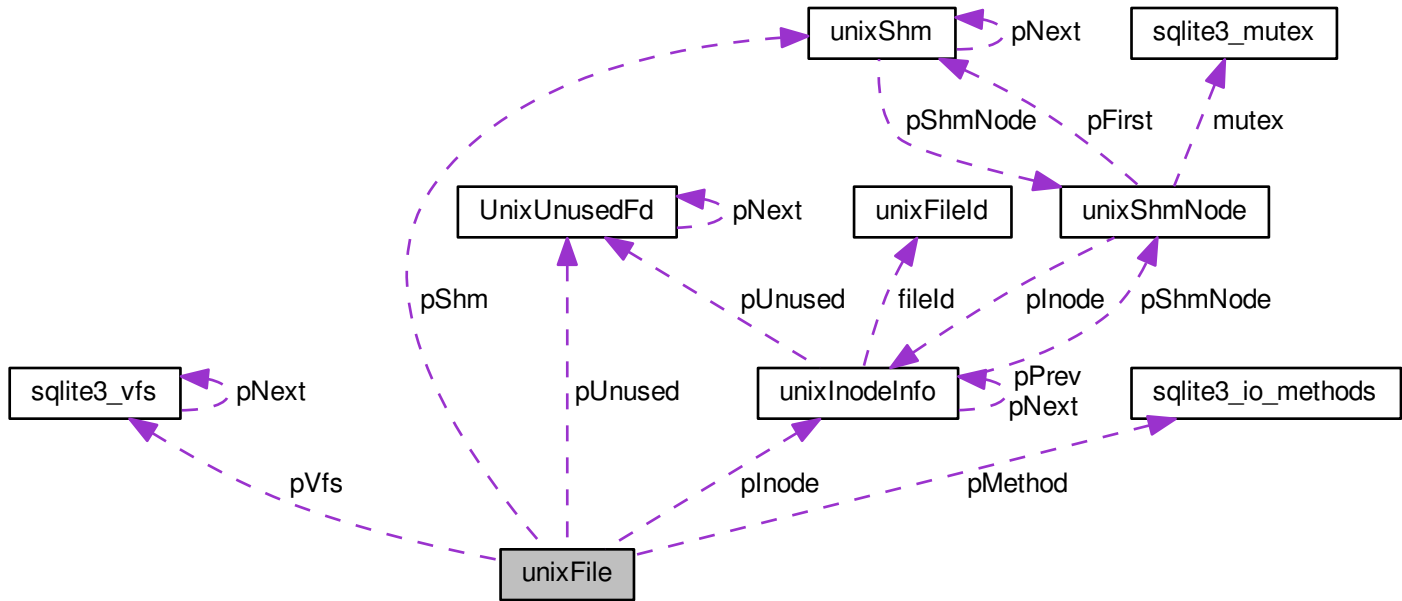 unixShm
pNext
sqlite3_mutex
pShmNode
pFirst
mutex
UnixUnusedFd
pNext
unixFileId
unixShmNode
pShm
pUnused
fileId
pInode
pShmNode
sqlite3_vfs
pNext
pUnused
unixInodeInfo
pPrev
pNext
sqlite3_io_methods
pVfs
pInode
pMethod
unixFile